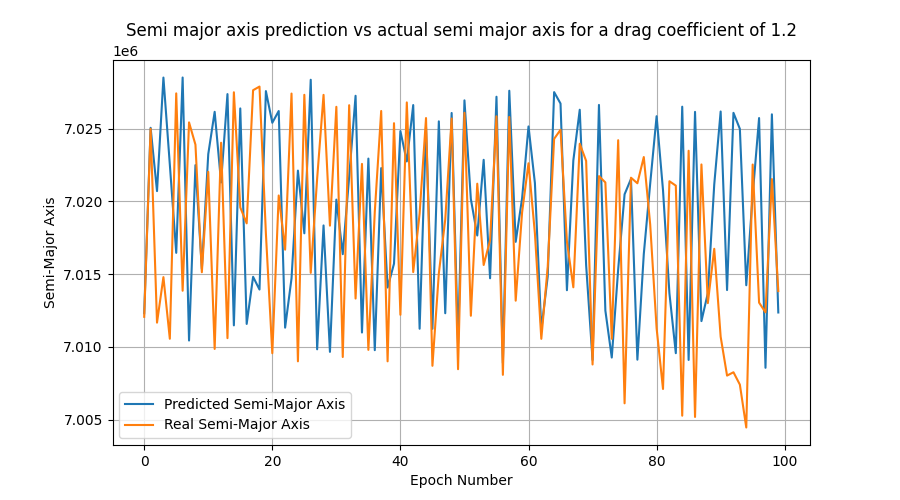 Semi major axis prediction vs actual semi major axis for a drag coefficient of 1.2
1e6
7.025
7.020
7.015
7.010
7.005
Semi-Major Axis
Predicted Semi-Major Axis
Real Semi-Major Axis
0 20 40 60 80 100
Epoch Number